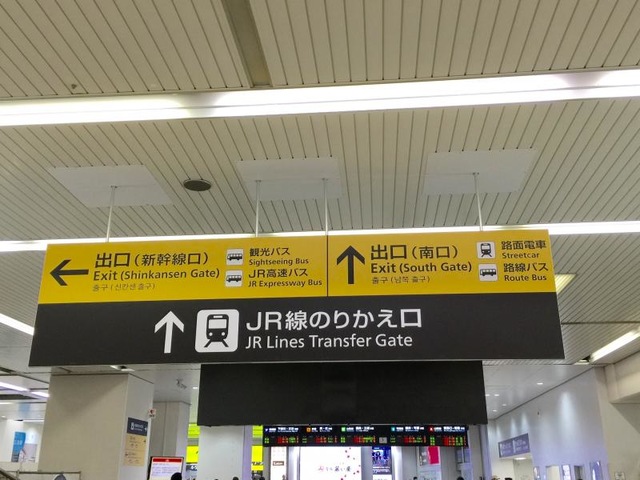 出口(新幹線口)
Exit (Shinkansen Gate)
출구 (신칸센 출구)
観光バス
Sightseeing Bus
JR高速バス
JR Expressway Bus
出口(南口)
Exit (South Gate)
출구 (남쪽 출구)
路面電車
Streetcar
路線バス
Route Bus
JR線のりかえ口
JR Lines Transfer Gate